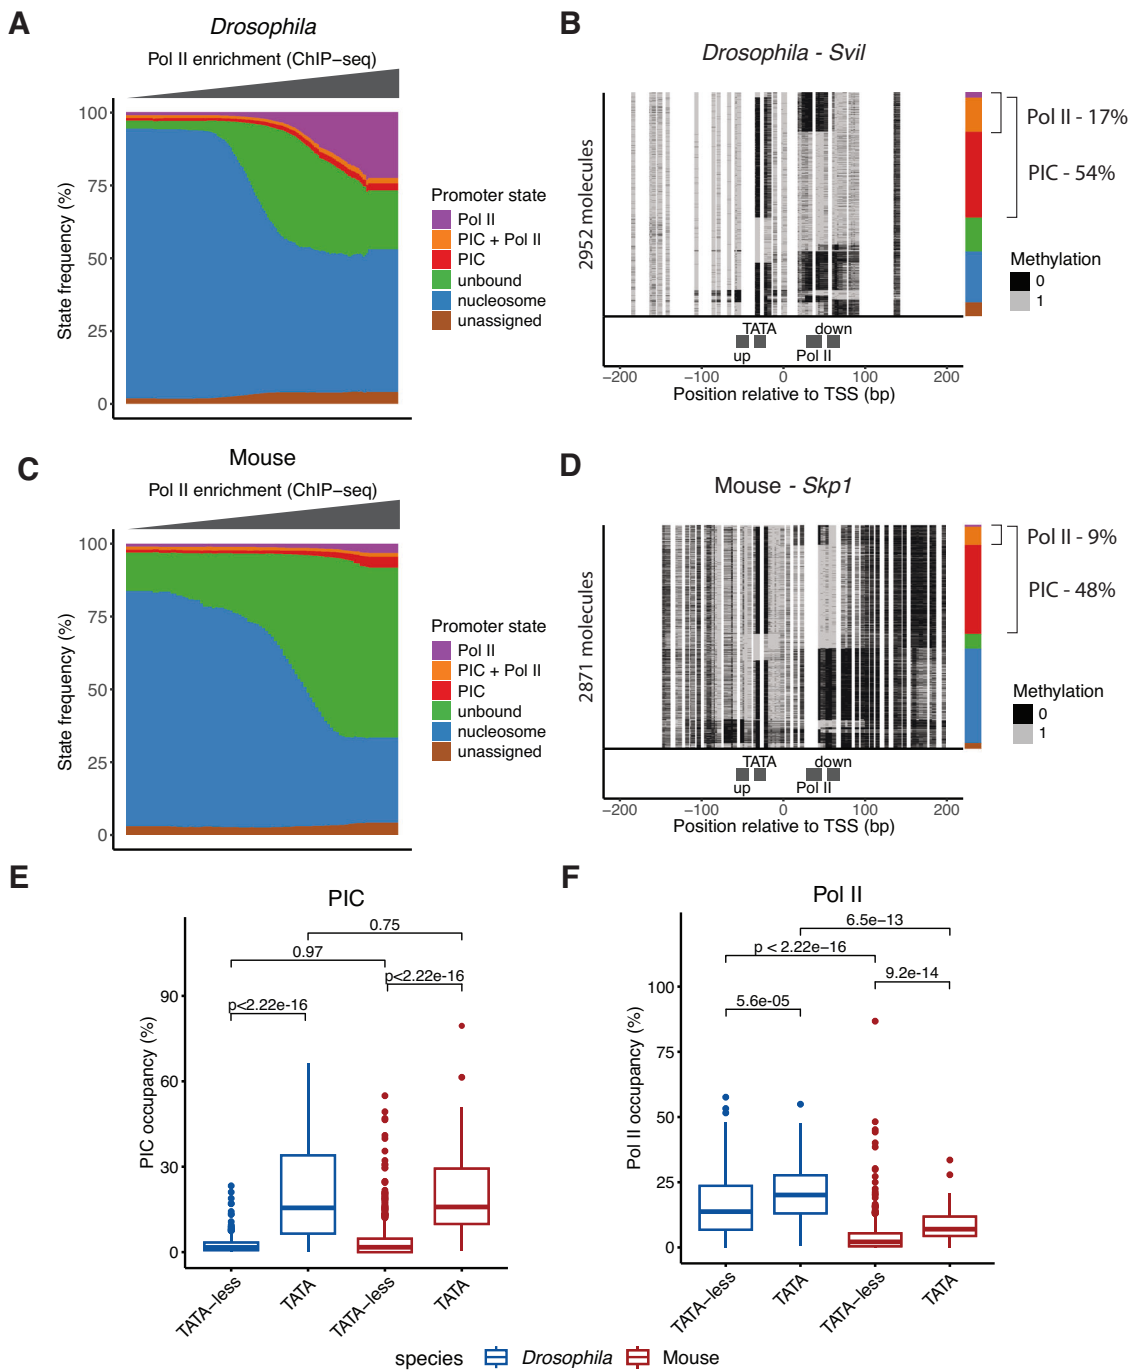 A
Drosophila
Pol II enrichment (ChIP−seq)
State frequency (%)
100
75
50
25
0
Promoter state
Pol II
PIC + Pol II
PIC
unbound
nucleosome
unassigned
B
Drosophila - Svil
2952 molecules
Pol II - 17%
PIC - 54%
Methylation
0
1
TATA
down
up
Pol II
−200
−100
0
100
200
Position relative to TSS (bp)
C
Mouse
Pol II enrichment (ChIP−seq)
State frequency (%)
100
75
50
25
0
Promoter state
Pol II
PIC + Pol II
PIC
unbound
nucleosome
unassigned
D
Mouse - Skp1
2871 molecules
Pol II - 9%
PIC - 48%
Methylation
0
1
TATA
down
up
Pol II
−200
−100
0
100
200
Position relative to TSS (bp)
E
PIC
PIC occupancy (%)
0.75
0.97
p<2.22e-16
p<2.22e-16
90
60
30
0
TATA−less
TATA
TATA−less
TATA
F
Pol II
Pol II occupancy (%)
6.5e−13
p < 2.22e−16
9.2e-14
5.6e-05
100
75
50
25
0
TATA−less
TATA
TATA−less
TATA
species
Drosophila
Mouse